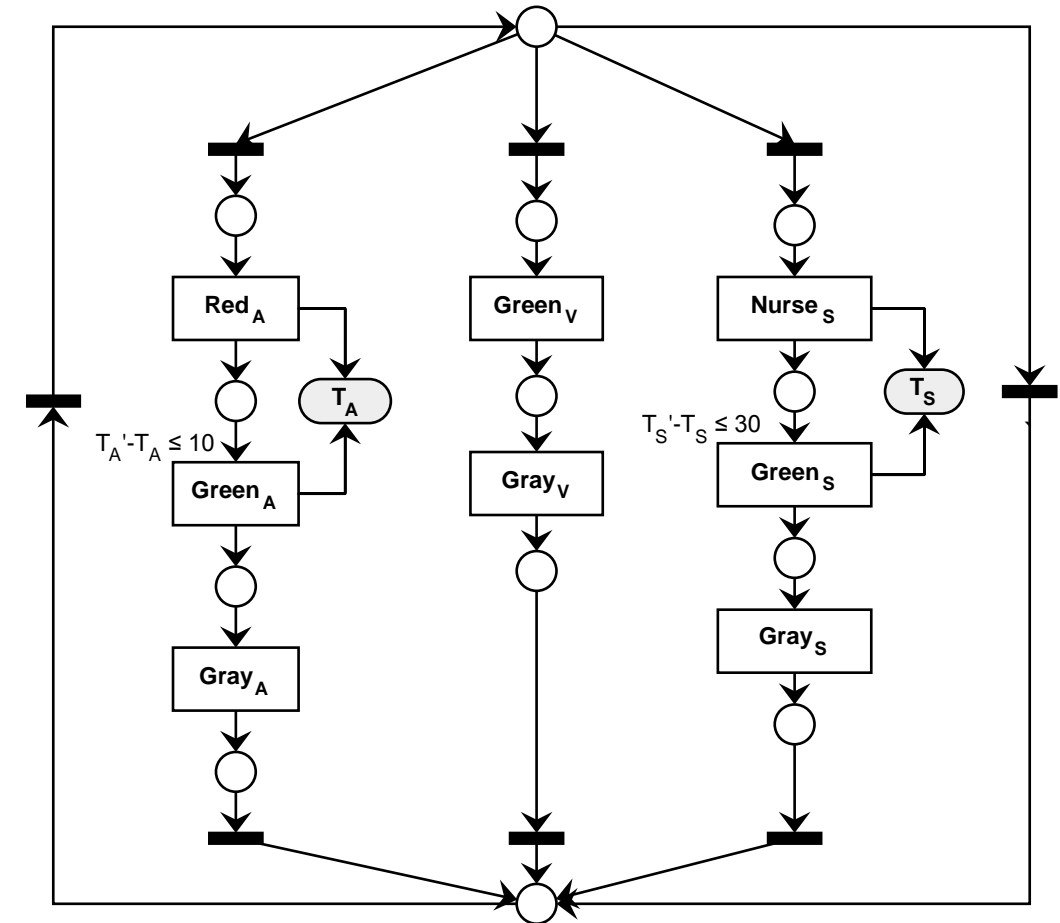 Red A
Green V
Nurse S
T A
T S
T A'-T A ≤ 10
T S'-T S ≤ 30
Green A
Gray V
Green S
Gray S
Gray A